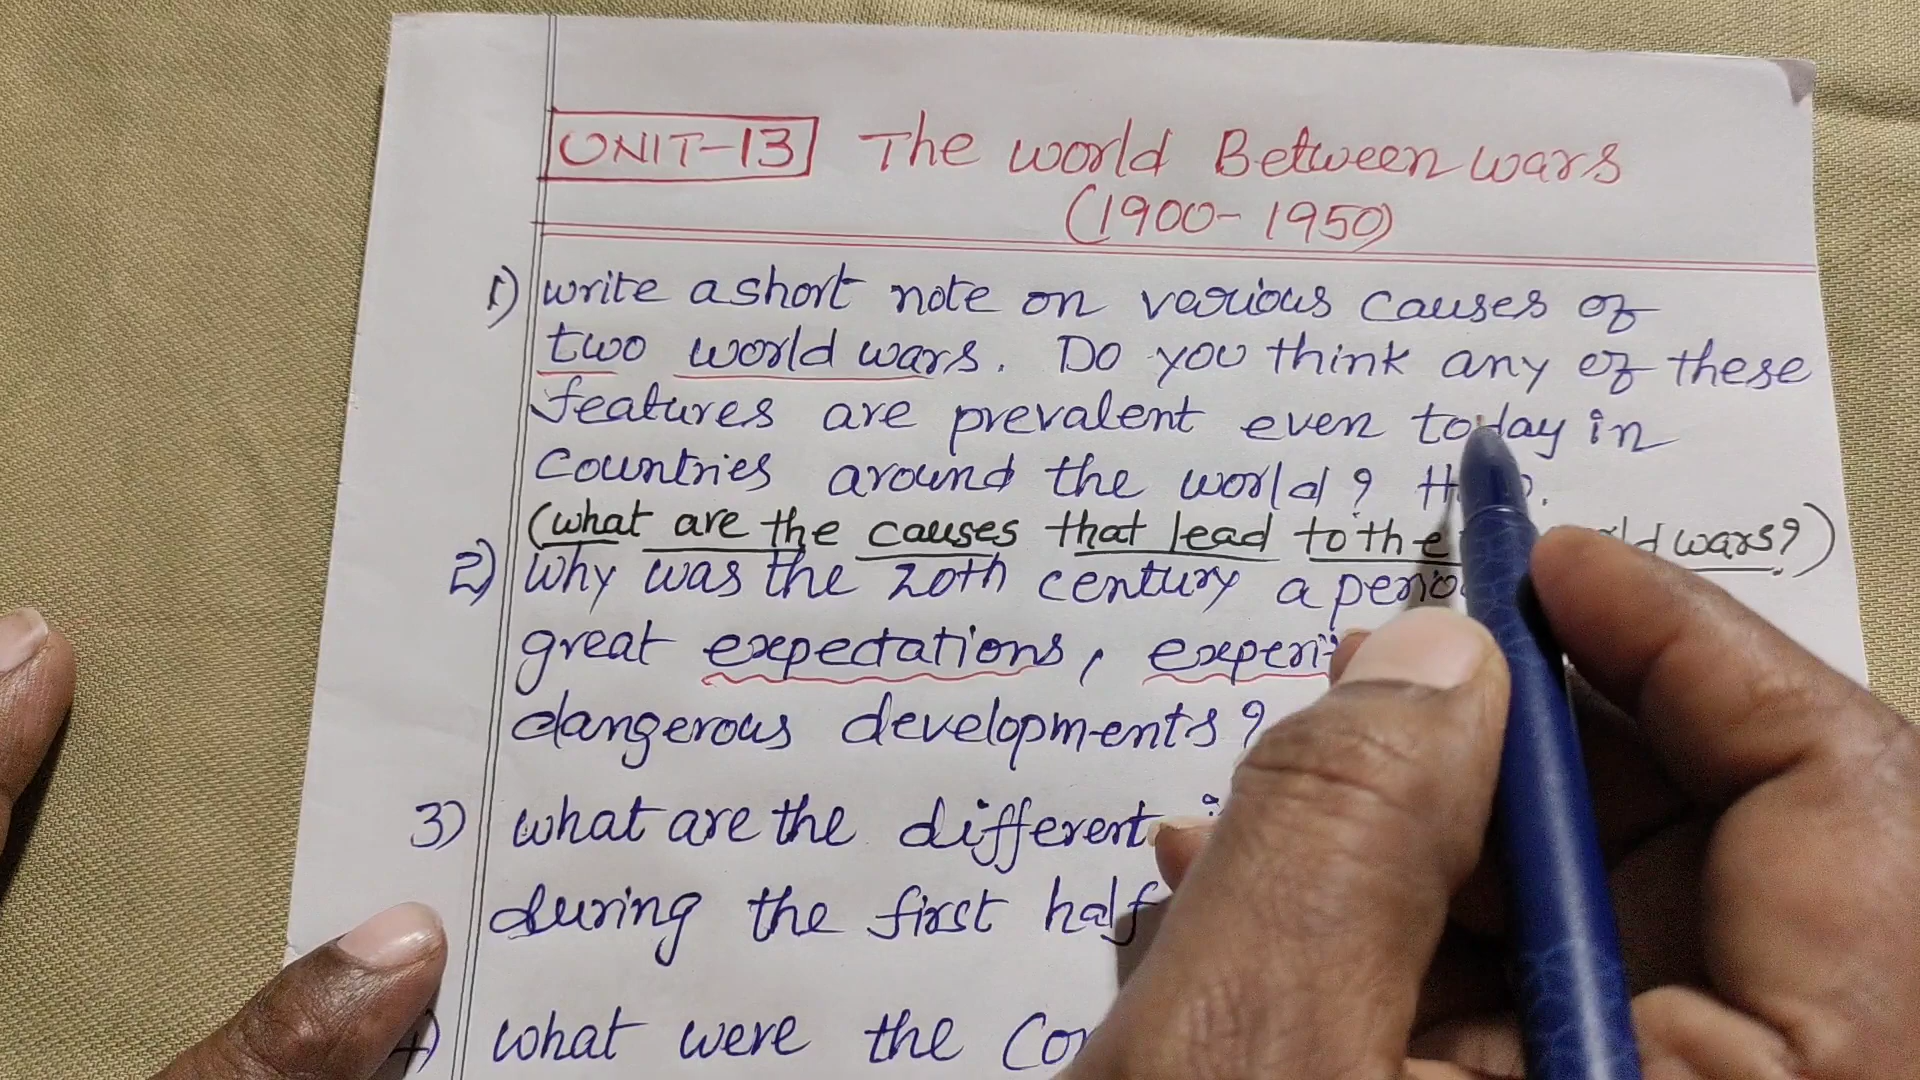 UNIT-13 The world Between wars
(1900-1950)
1) write a short note on various causes of
two world wars. Do you think any of these
features are prevalent even today in
countries around the world?
(what are the causes that lead to the wars?)
2) Why was the 20th century a
great expectations,
dangerous developments?
3) what are the different
during the first half
4) what were the